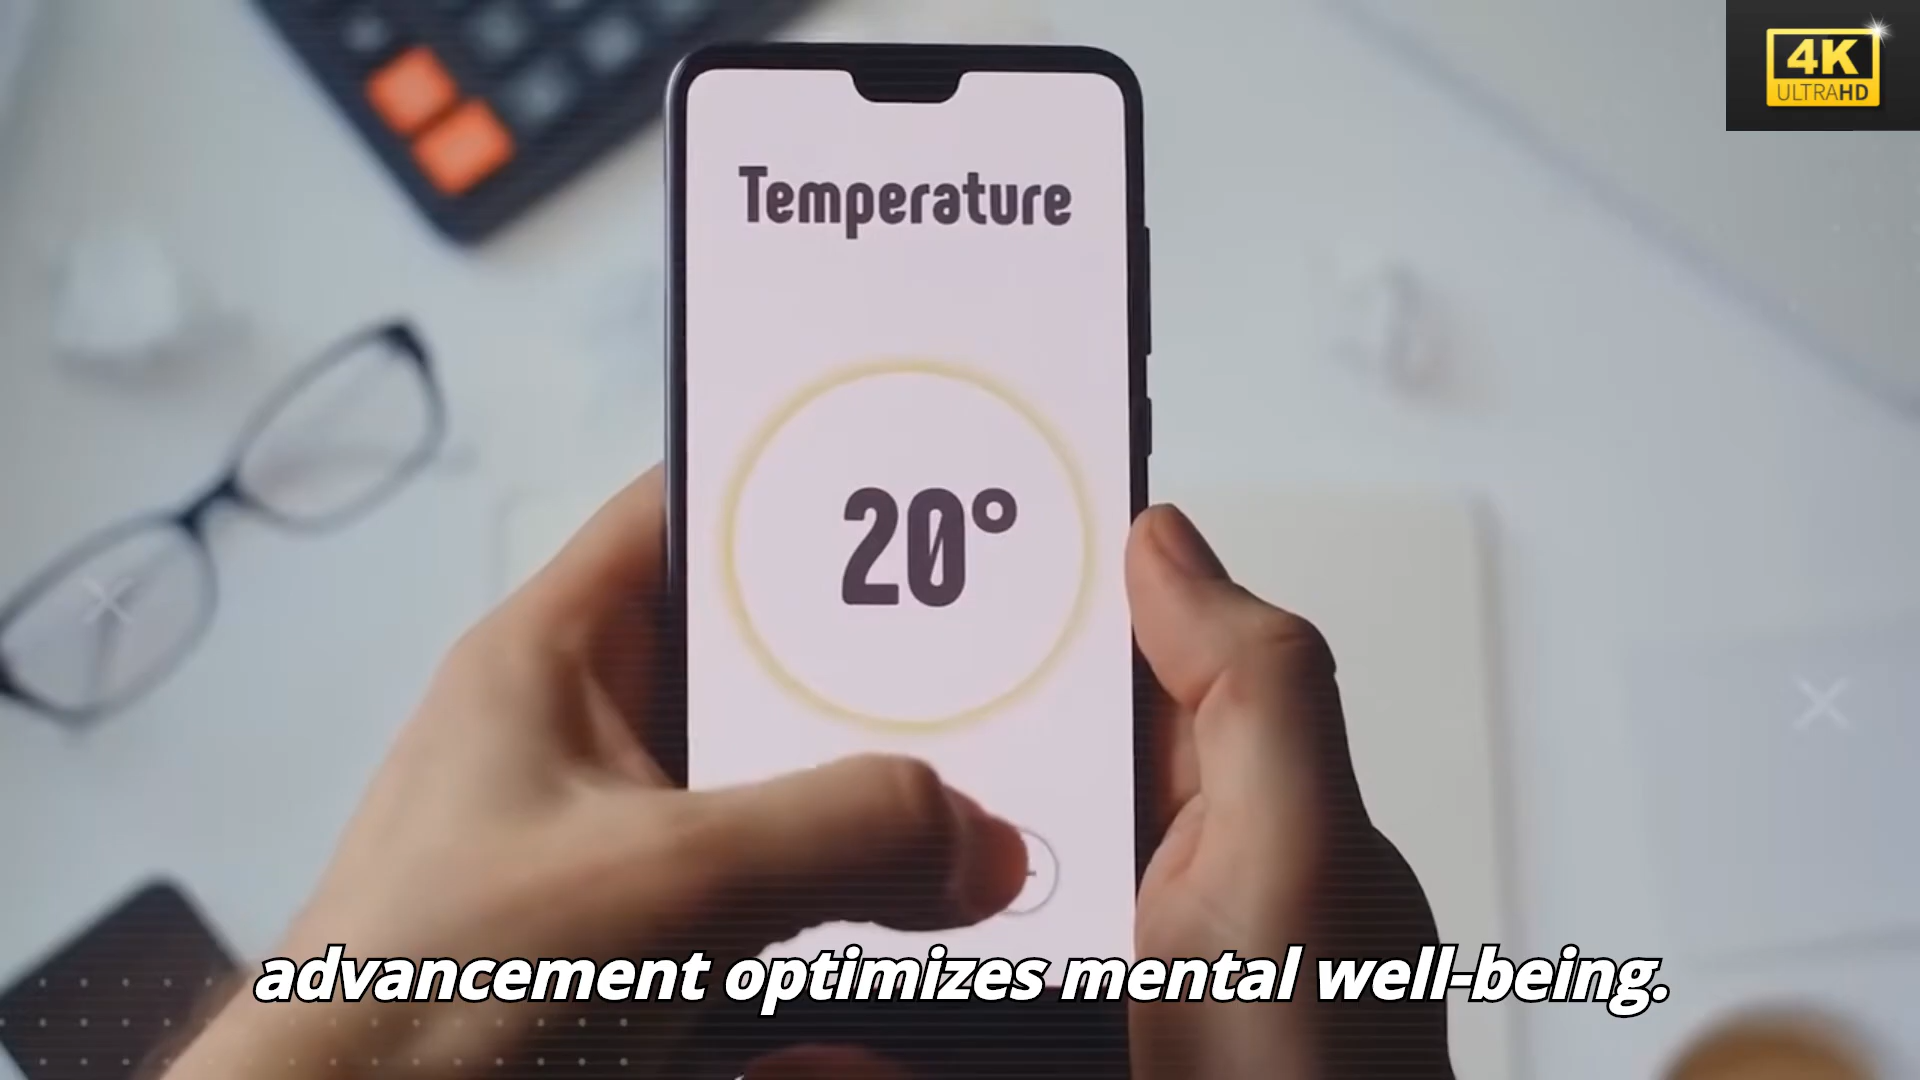 4K
ULTRAHD
Temperature
20°
advancement optimizes mental well-being.